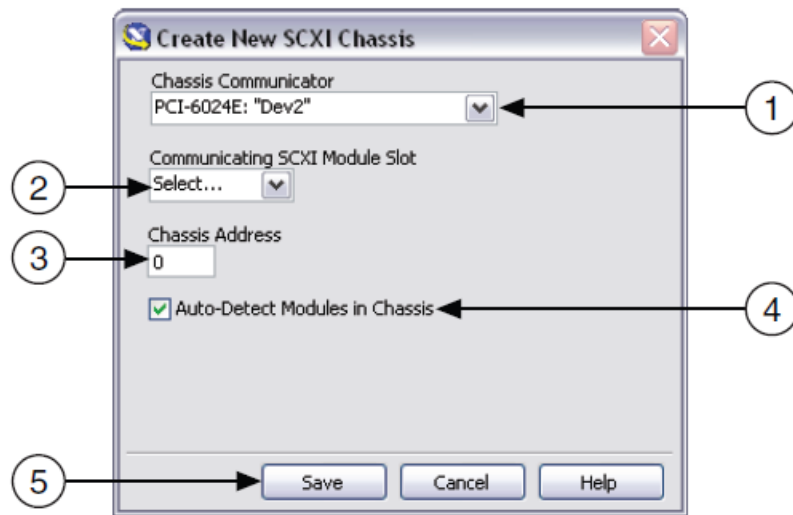 Create New SCXI Chassis
Chassis Communicator
PCI-6024E: "Dev2"
1
Communicating SCXI Module Slot
2
Select...
Chassis Address
3
0
Auto-Detect Modules in Chassis
4
5
Save
Cancel
Help